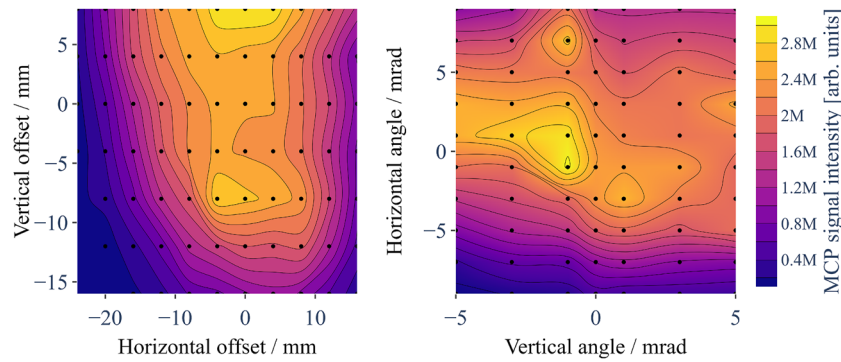 Vertical offset / mm
5
0
−5
−10
−15
−20
−10
0
10
Horizontal offset / mm
Horizontal angle / mrad
5
0
−5
−5
0
5
Vertical angle / mrad
2.8M
2.4M
2M
1.6M
1.2M
0.8M
0.4M
MCP signal intensity [arb. units]